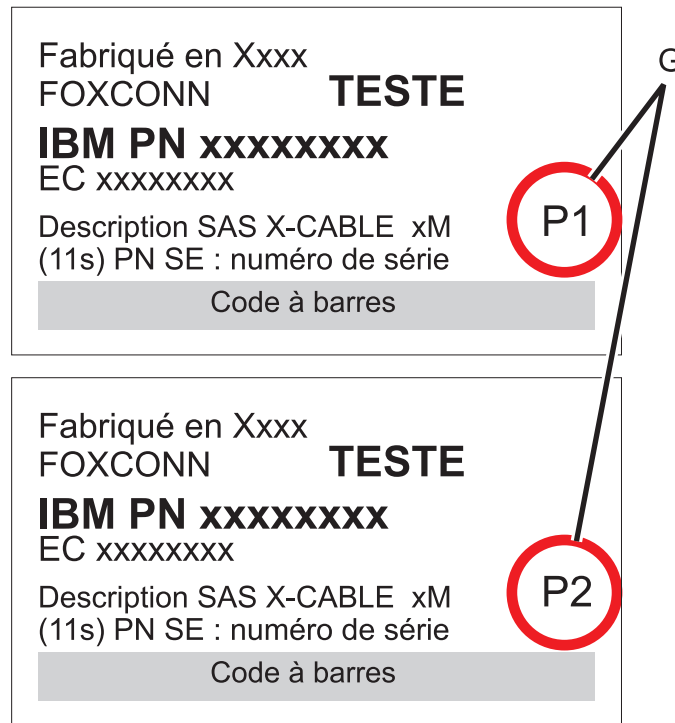 Fabriqué en Xxxx
FOXCONN TESTE
IBM PN xxxxxxxx
EC xxxxxxxx
Description SAS X-CABLE xM
(11s) PN SE : numéro de série
P1
Code à barres
G
Fabriqué en Xxxx
FOXCONN TESTE
IBM PN xxxxxxxx
EC xxxxxxxx
Description SAS X-CABLE xM
(11s) PN SE : numéro de série
P2
Code à barres